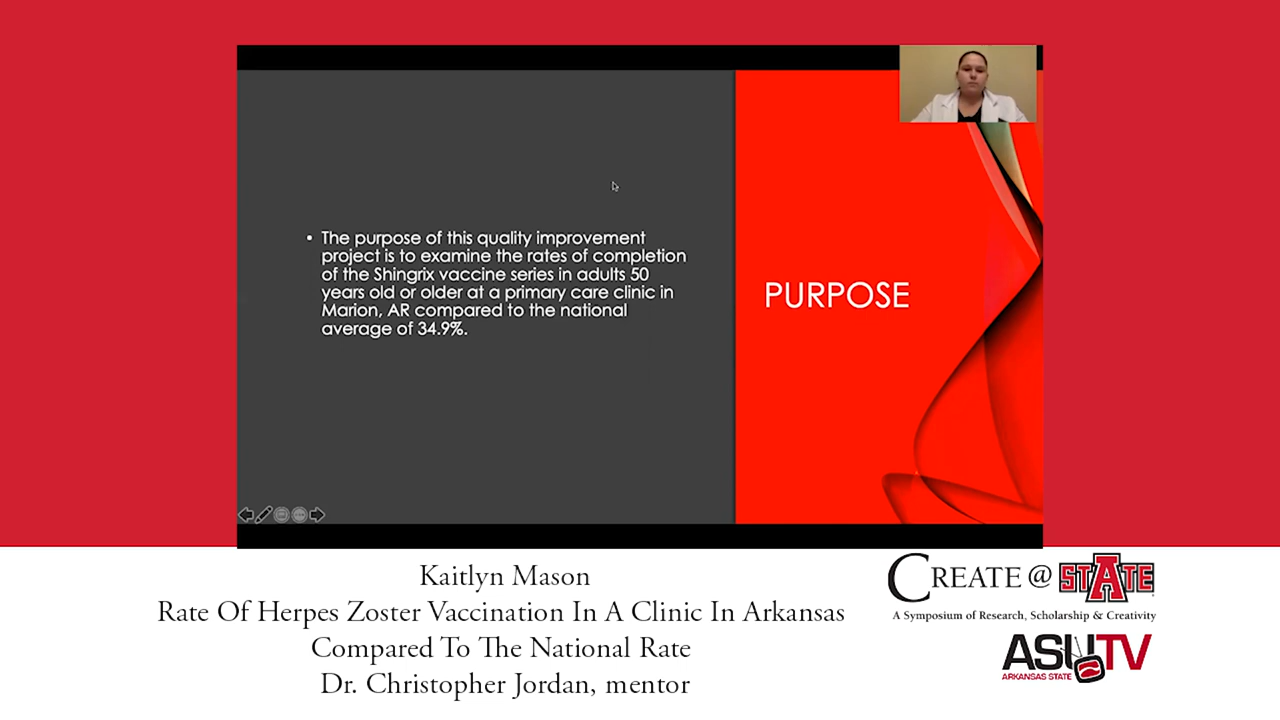 • The purpose of this quality improvement
project is to examine the rates of completion
of the Shingrix vaccine series in adults 50
years old or older at a primary care clinic in
Marion, AR compared to the national
average of 34.9%.
PURPOSE
Kaitlyn Mason
Rate Of Herpes Zoster Vaccination In A Clinic In Arkansas
Compared To The National Rate
Dr. Christopher Jordan, mentor
CREATE @ STATE
A Symposium of Research, Scholarship & Creativity
ASU TV
ARKANSAS STATE